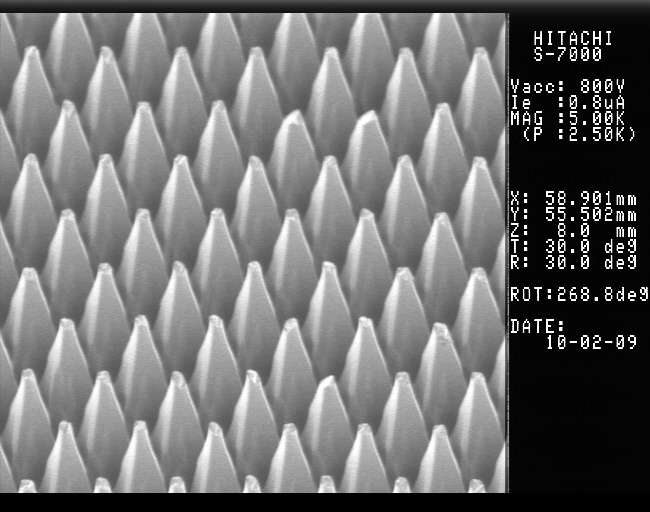 HITACHI
S-7000
Vacc: 800V
Ie :0.8uA
MAG :5.00K
(P :2.50K)
X: 58.901mm
Y: 55.502mm
Z: 8.0 mm
T: 30.0 deg
R: 30.0 deg
ROT:268.8deg
DATE:
10-02-09